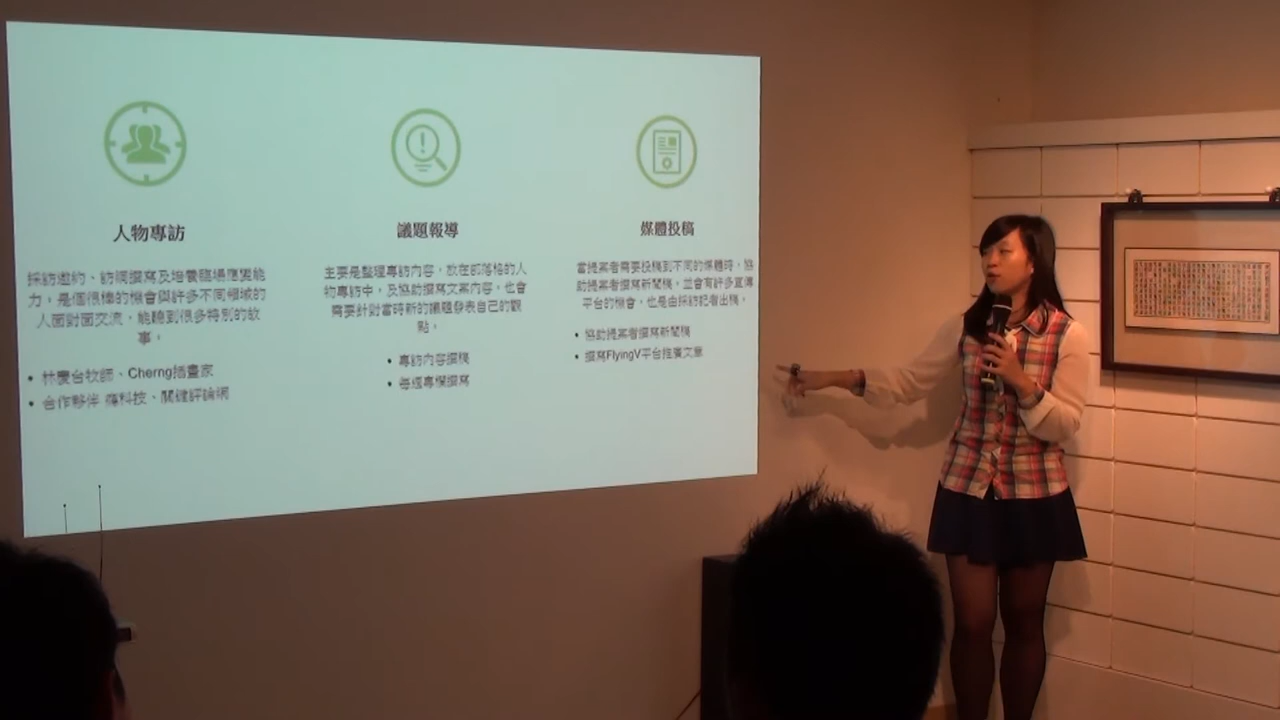 人物專訪
採訪邀約、訪綱撰寫及培養臨場應變能
力，是個很棒的機會與許多不同領域的
人面對面交流，能聽到很多特別的故
事。
• 林慶台牧師、Cherng插畫家
• 合作夥伴 癮科技、關鍵評論網
議題報導
主要是整理專訪內容，放在部落格的人
物專訪中，及協助撰寫文案內容，也會
需要針對當時新的議題發表自己的觀
點。
• 專訪內容撰稿
• 每週專欄撰寫
媒體投稿
當提案者需要投稿到不同的媒體時，協
助提案者撰寫新聞稿，並會有許多宣傳
平台的機會，也是由採訪記者出稿。
• 協助提案者撰寫新聞稿
• 撰寫FlyingV平台推廣文章